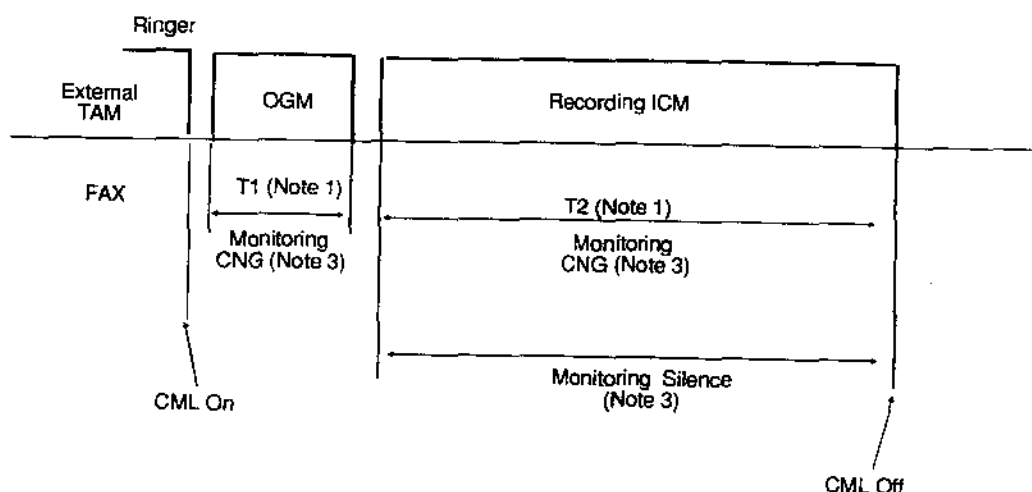 Ringer
External
TAM
OGM
Recording ICM
FAX
T1 (Note 1)
T2 (Note 1)
Monitoring
CNG (Note 3)
Monitoring
CNG (Note 3)
Monitoring Silence
(Note 3)
CML On
CML Off